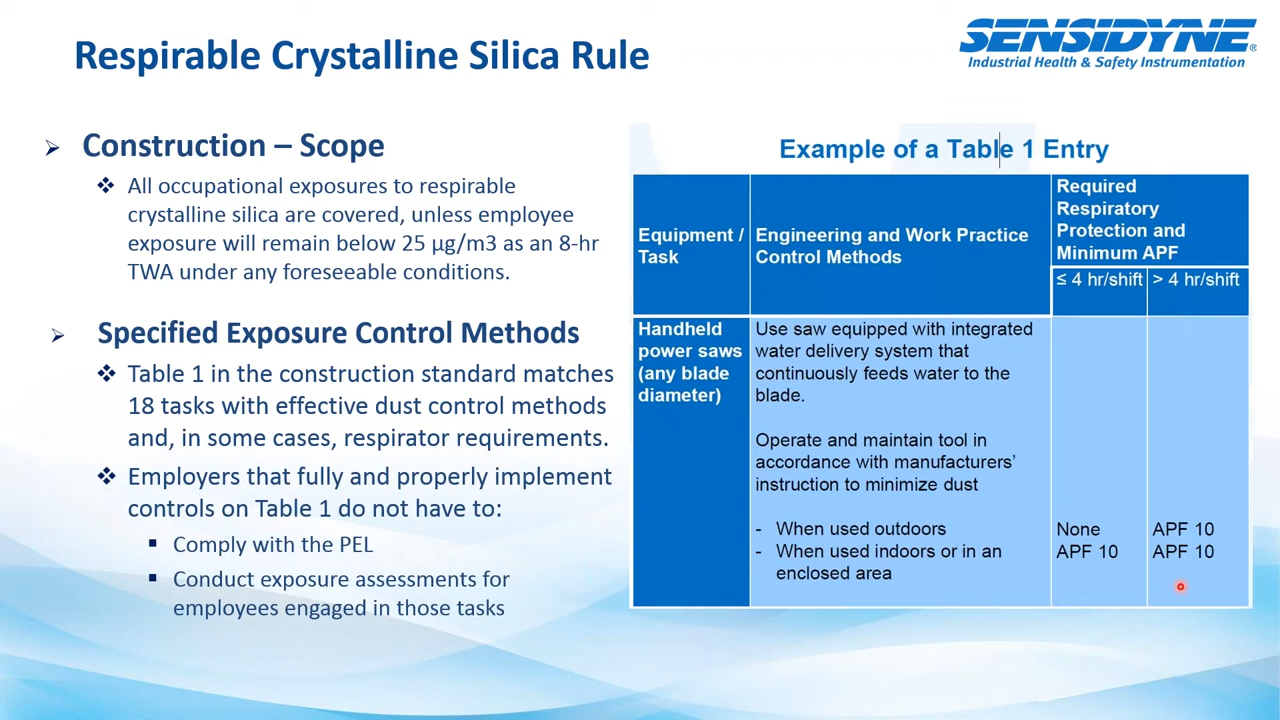 Respirable Crystalline Silica Rule
SENSIDYNE®
Industrial Health & Safety Instrumentation
Construction – Scope
All occupational exposures to respirable
crystalline silica are covered, unless employee
exposure will remain below 25 µg/m3 as an 8-hr
TWA under any foreseeable conditions.
Specified Exposure Control Methods
Table 1 in the construction standard matches
18 tasks with effective dust control methods
and, in some cases, respirator requirements.
Employers that fully and properly implement
controls on Table 1 do not have to:
Comply with the PEL
Conduct exposure assessments for
employees engaged in those tasks
Example of a Table 1 Entry
Equipment /
Task
Engineering and Work Practice
Control Methods
Required
Respiratory
Protection and
Minimum APF
≤ 4 hr/shift
> 4 hr/shift
Handheld
power saws
(any blade
diameter)
Use saw equipped with integrated
water delivery system that
continuously feeds water to the
blade.
Operate and maintain tool in
accordance with manufacturers’
instruction to minimize dust
- When used outdoors
- When used indoors or in an
enclosed area
None
APF 10
APF 10
APF 10